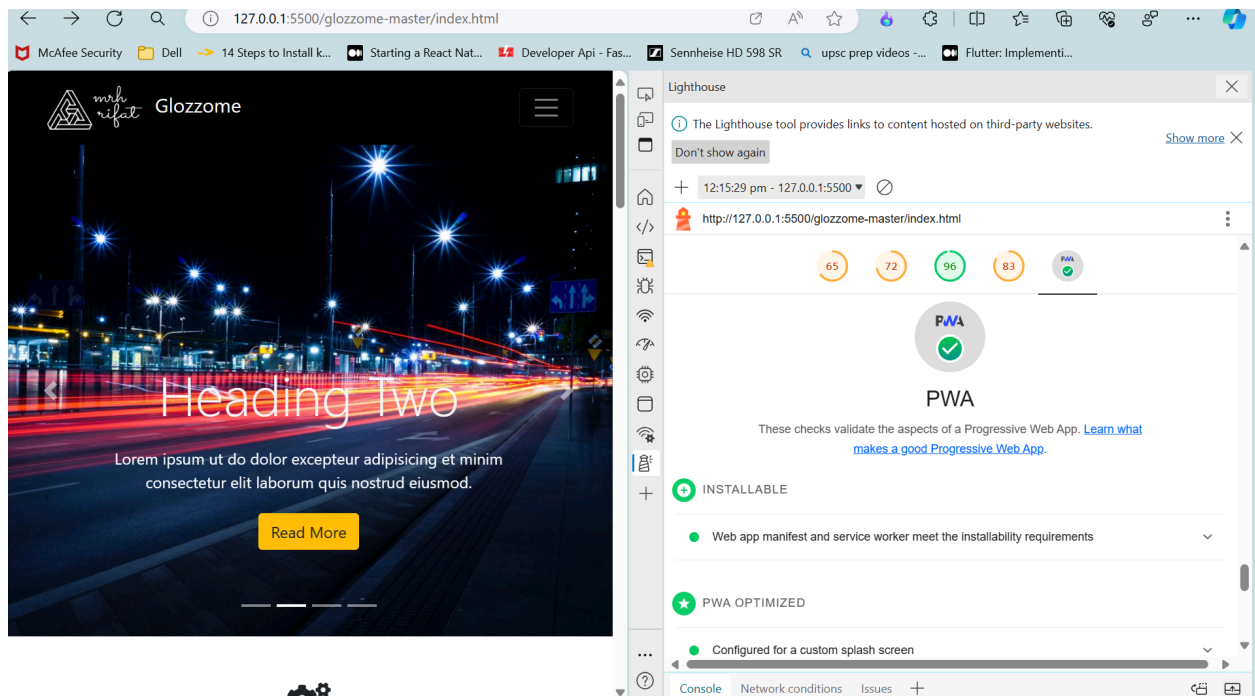 127.0.0.1:5500/glozzome-master/index.html
McAfee Security Dell 14 Steps to Install k... Starting a React Nat... Developer Api - Fas... Sennheise HD 598 SR upsc prep videos -... Flutter: Implementi...
mrh
rifat
Glozzome
Heading Two
Lorem ipsum ut do dolor excepteur adipisicing et minim
consectetur elit laborum quis nostrud eiusmod.
Read More
Lighthouse
The Lighthouse tool provides links to content hosted on third-party websites.
Show more
Don't show again
12:15:29 pm - 127.0.0.1:5500
http://127.0.0.1:5500/glozzome-master/index.html
65 72 96 83 PWA
PWA
PWA
These checks validate the aspects of a Progressive Web App. Learn what
makes a good Progressive Web App.
INSTALLABLE
Web app manifest and service worker meet the installability requirements
PWA OPTIMIZED
Configured for a custom splash screen
Console Network conditions Issues